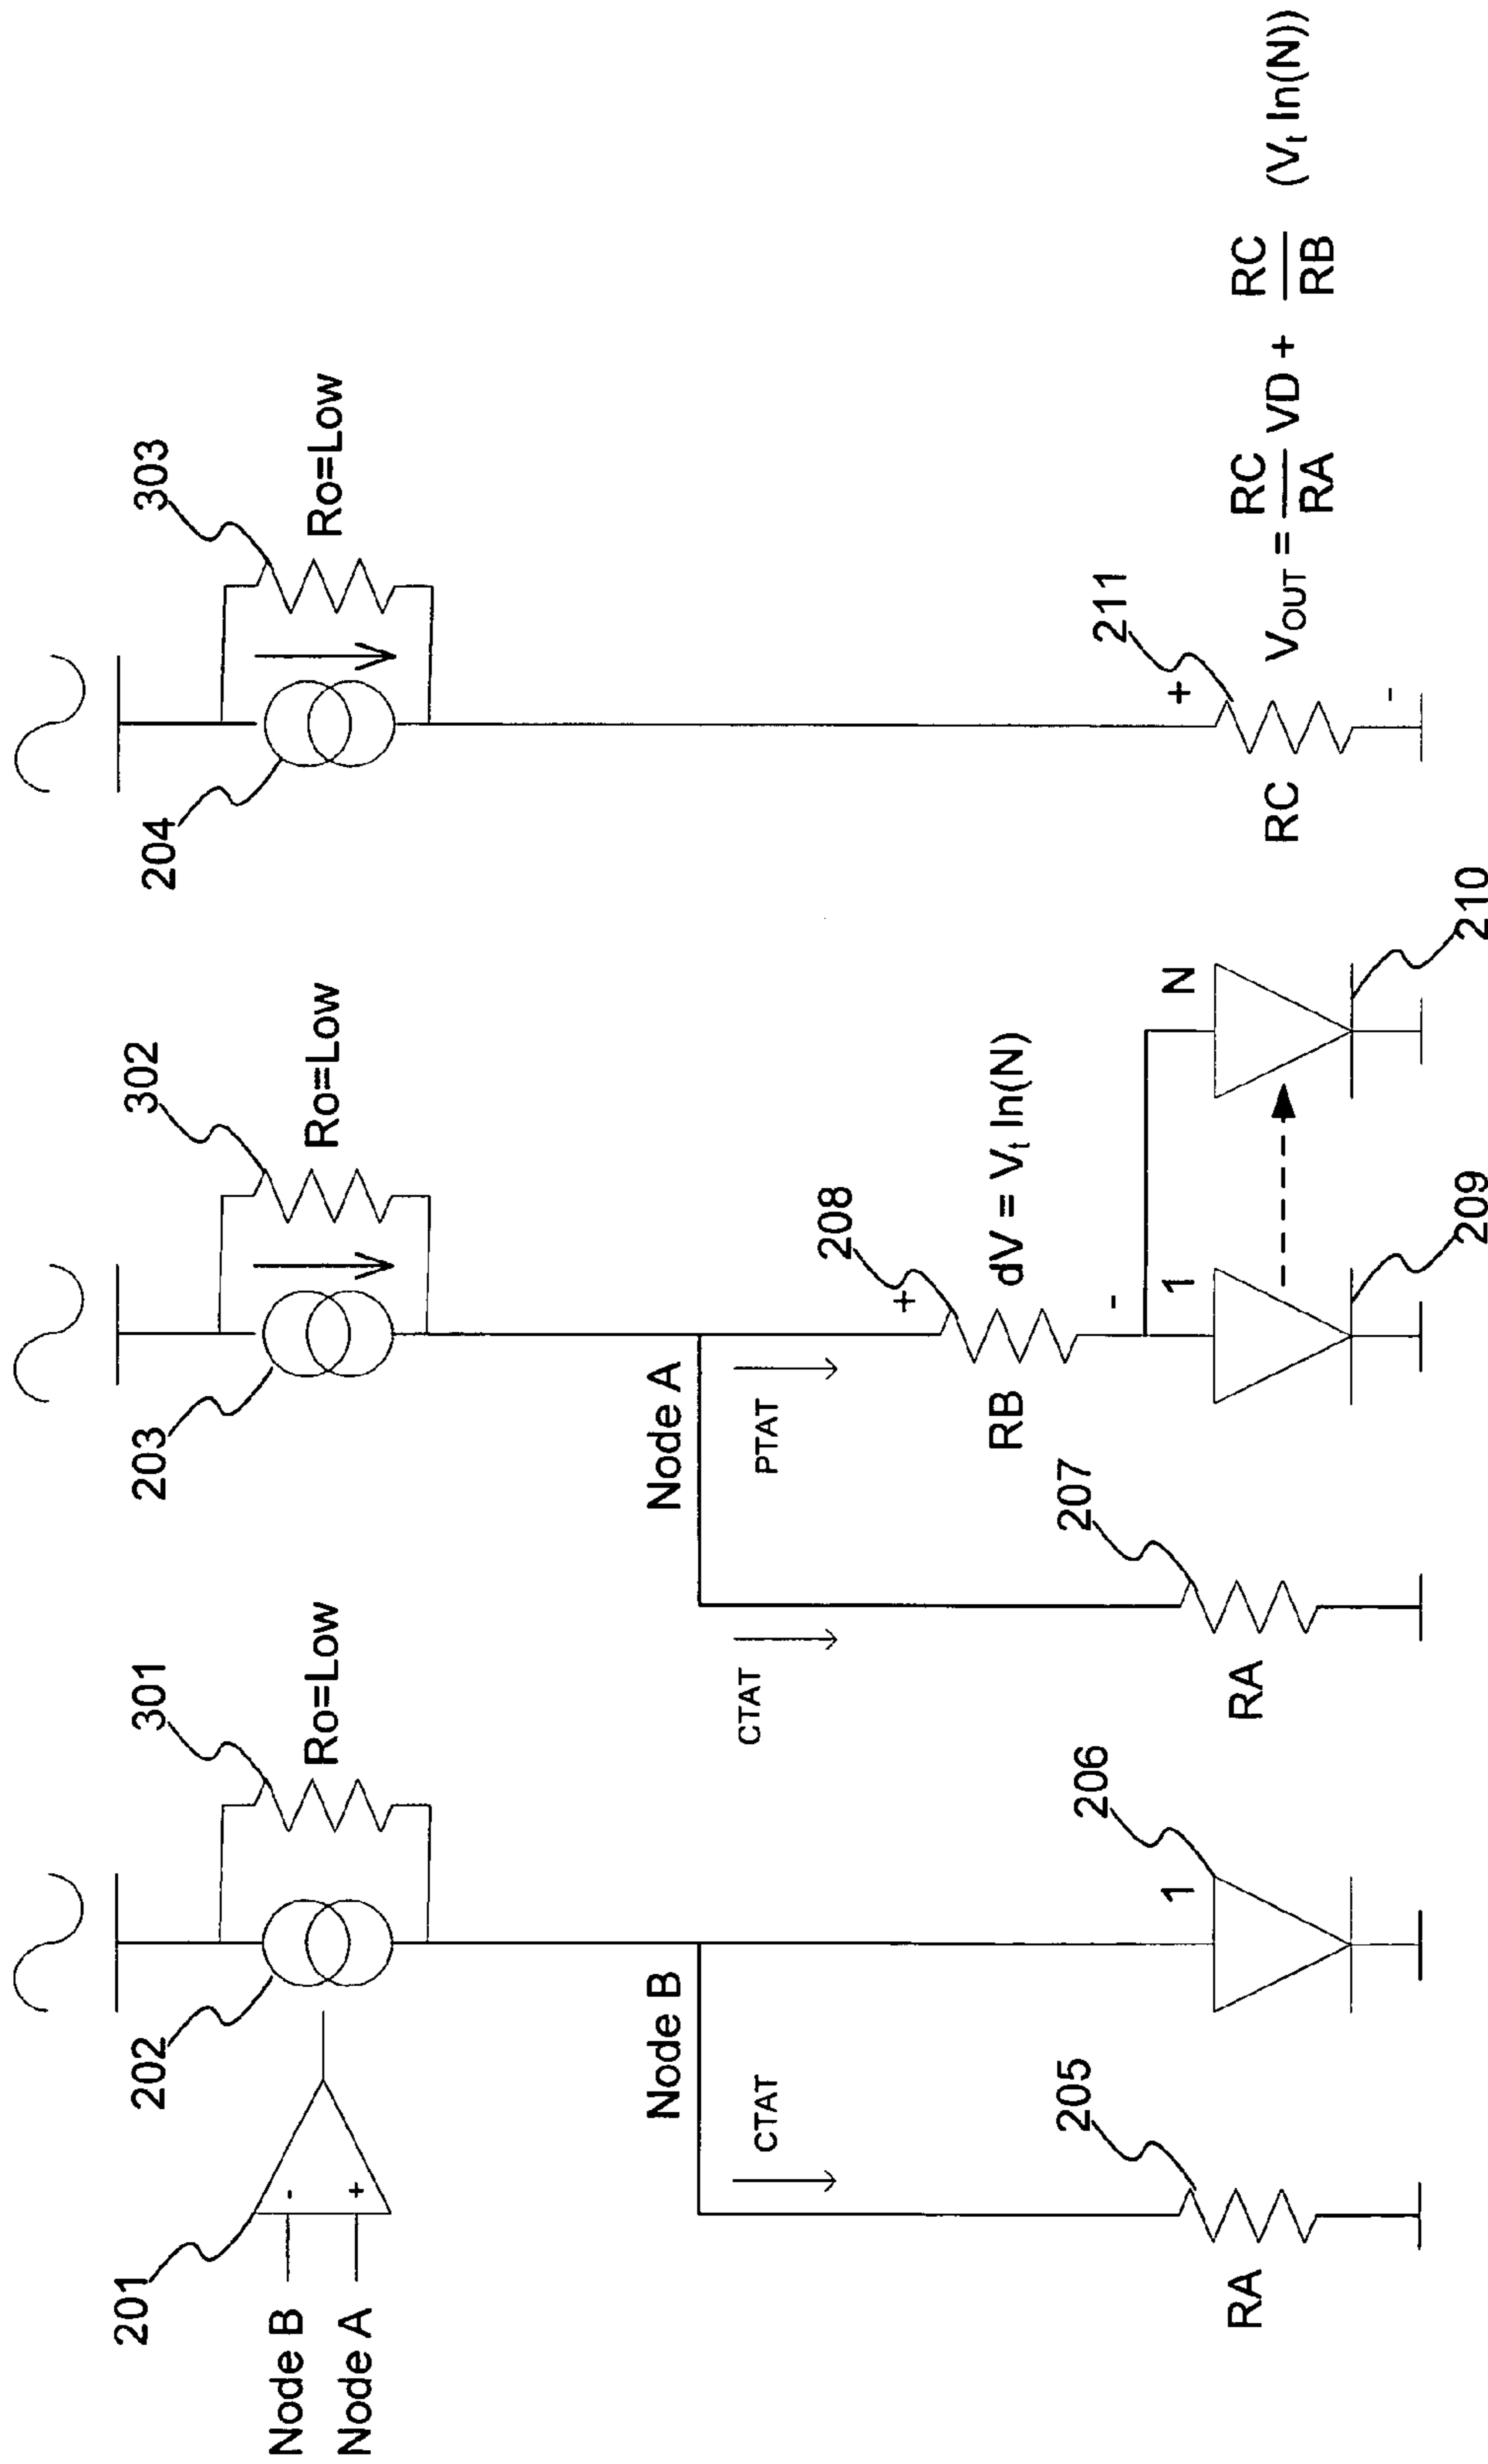 201
Node B
Node A
-
+
202
301
Ro=Low
203
302
Ro=Low
204
303
Ro=Low
Node B
CTAT
205
RA
206
1
Node A
CTAT
PTAT
207
RA
208
+
RB
dV = Vt ln(N)
-
1
N
209
210
211
+
RC
-
VOUT = RC/RA VD + RC/RB (Vt ln(N))